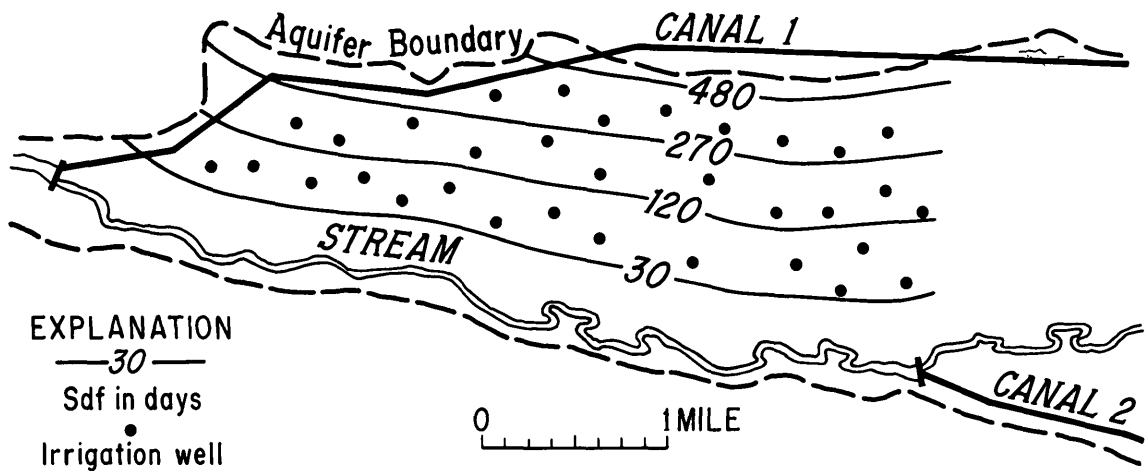 Aquifer Boundary
CANAL 1
480
270
120
30
STREAM
EXPLANATION
30
Sdf in days
Irrigation well
0 1 MILE
CANAL 2